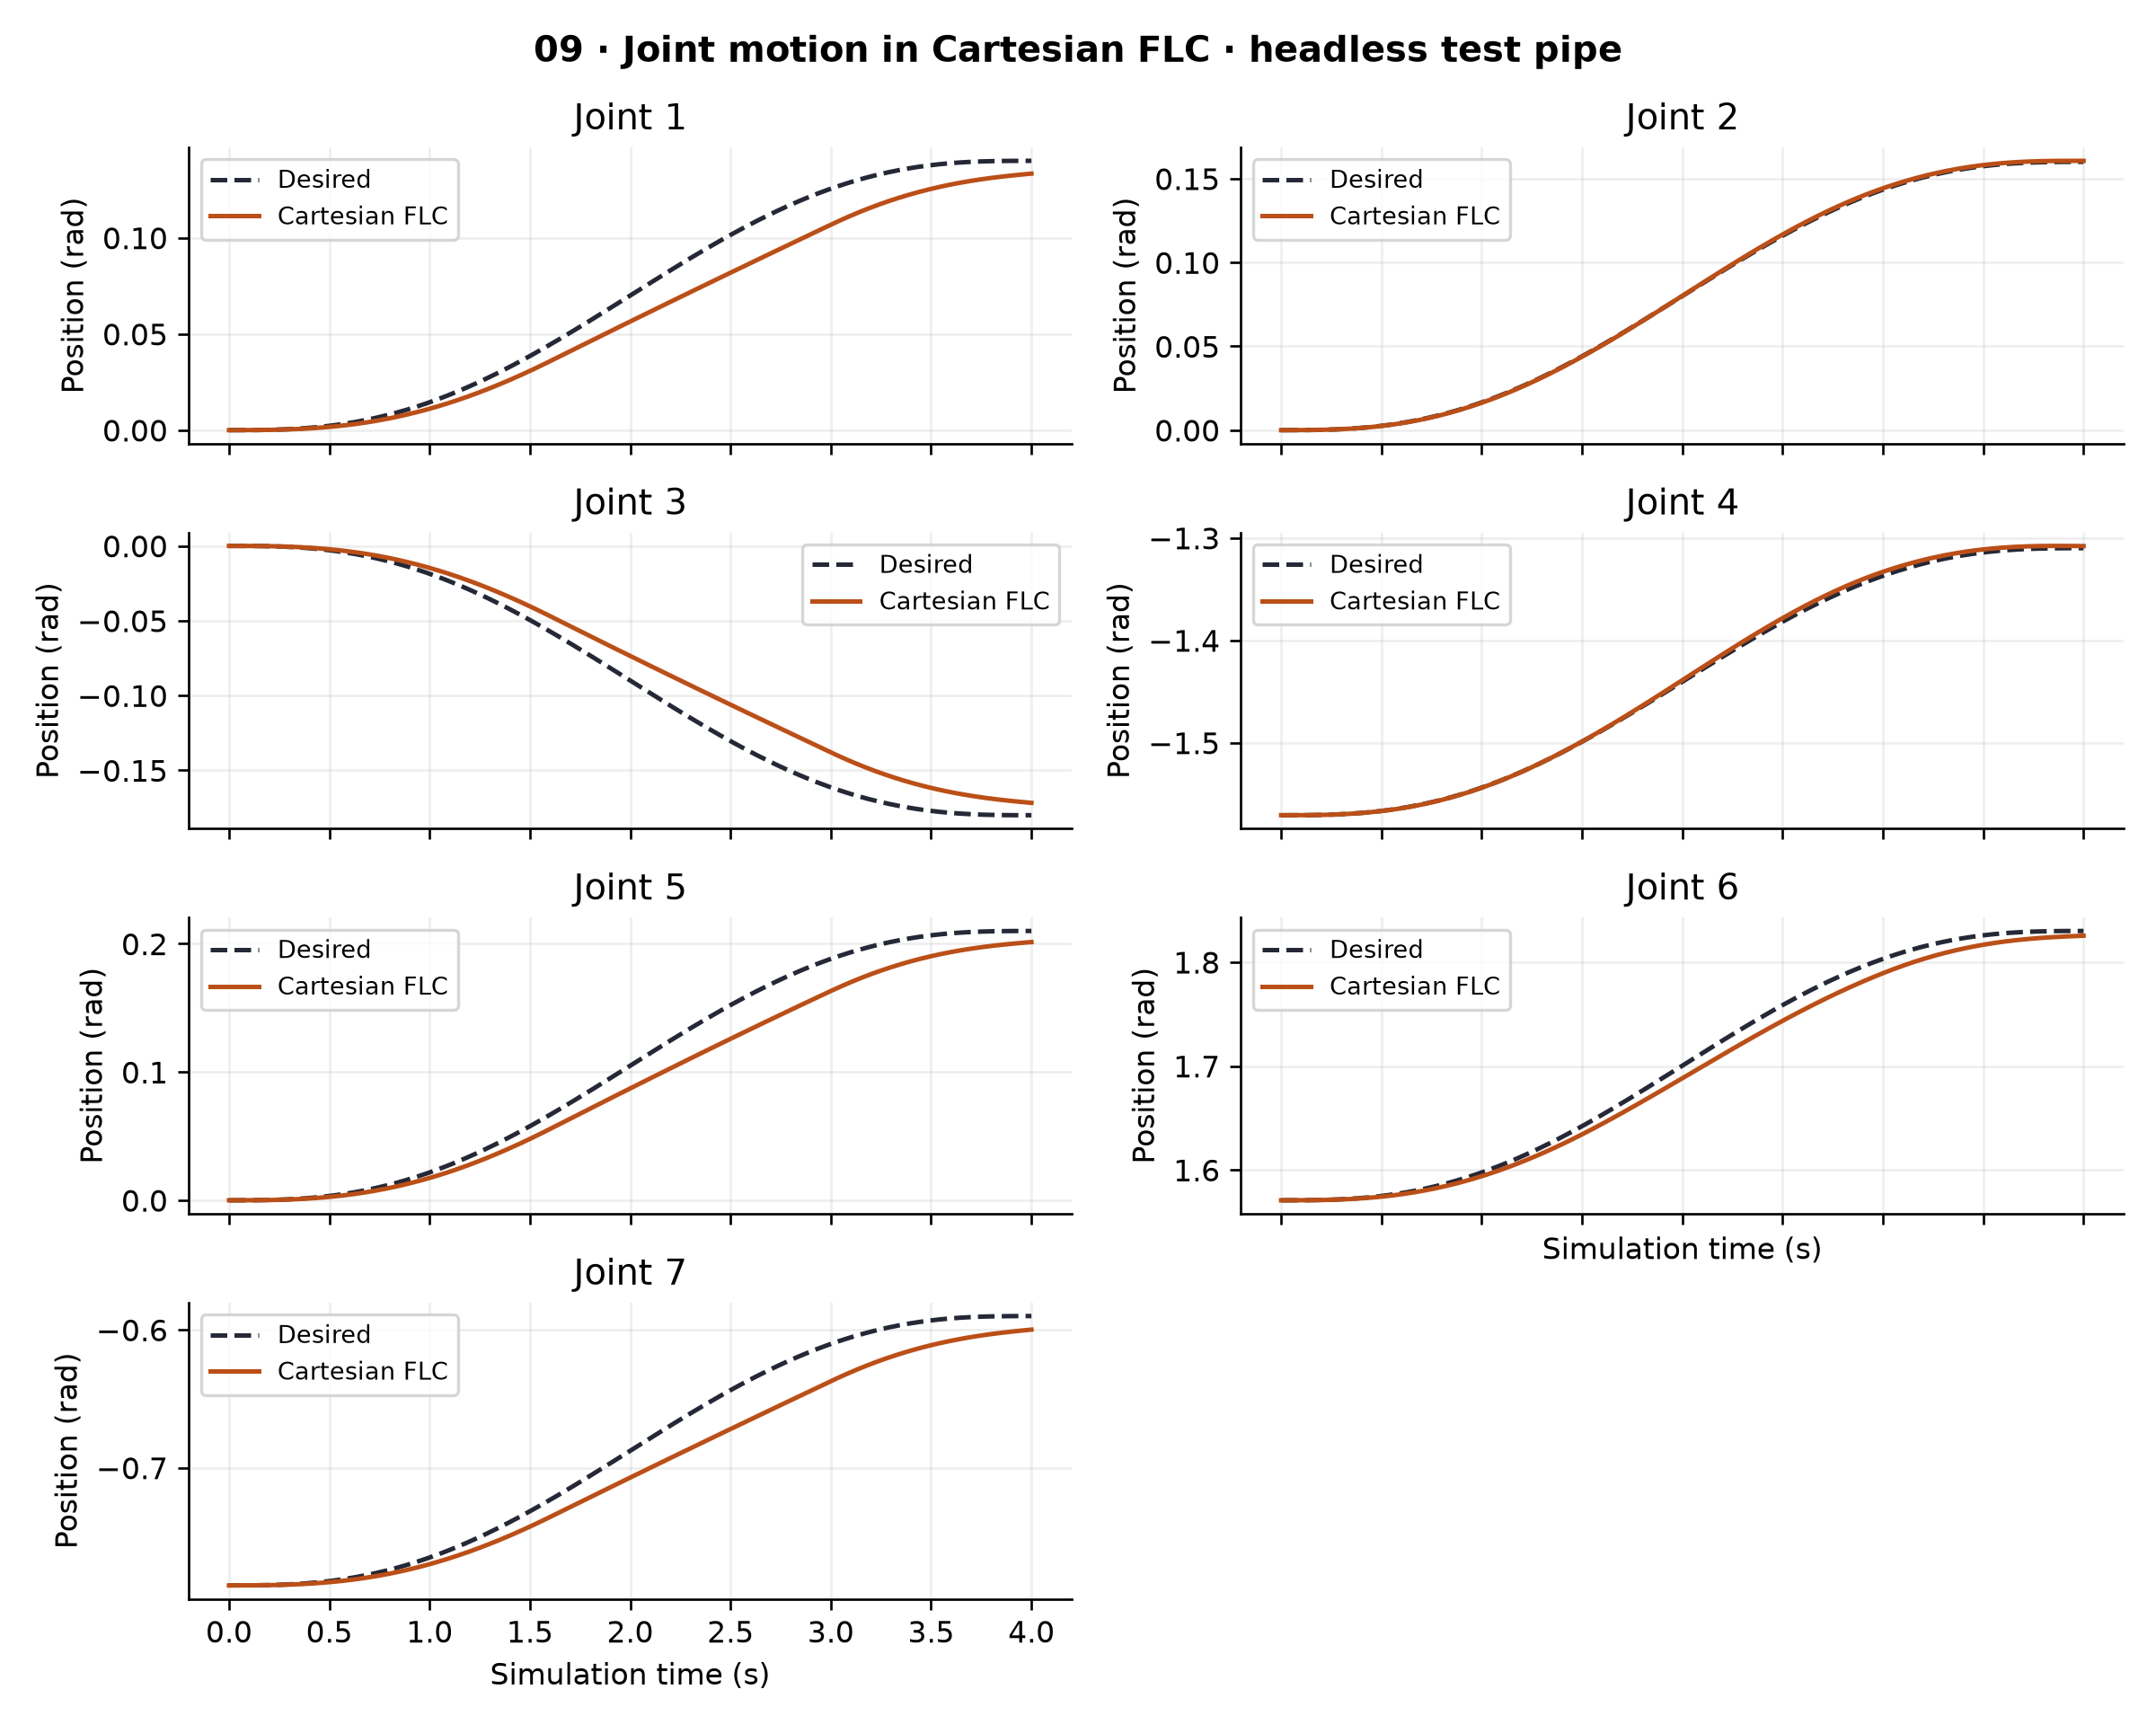 09 · Joint motion in Cartesian FLC · headless test pipe
Joint 1
Position (rad)
0.10
0.05
0.00
Desired
Cartesian FLC
Joint 2
Position (rad)
0.15
0.10
0.05
0.00
Desired
Cartesian FLC
Joint 3
Position (rad)
0.00
−0.05
−0.10
−0.15
Desired
Cartesian FLC
Joint 4
Position (rad)
−1.3
−1.4
−1.5
Desired
Cartesian FLC
Joint 5
Position (rad)
0.2
0.1
0.0
Desired
Cartesian FLC
Joint 6
Position (rad)
1.8
1.7
1.6
Desired
Cartesian FLC
Simulation time (s)
Joint 7
Position (rad)
−0.6
−0.7
Desired
Cartesian FLC
0.0 0.5 1.0 1.5 2.0 2.5 3.0 3.5 4.0
Simulation time (s)